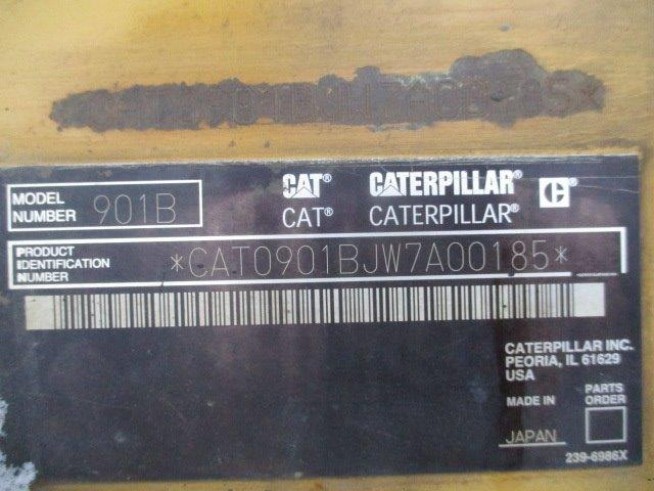 MODEL
NUMBER 901B
CAT® CATERPILLAR® C®
CAT® CATERPILLAR®
PRODUCT
IDENTIFICATION
NUMBER *CAT0901BJW7A00185*
CATERPILLAR INC.
PEORIA, IL 61629
USA
MADE IN
JAPAN
PARTS
ORDER
239-6986X